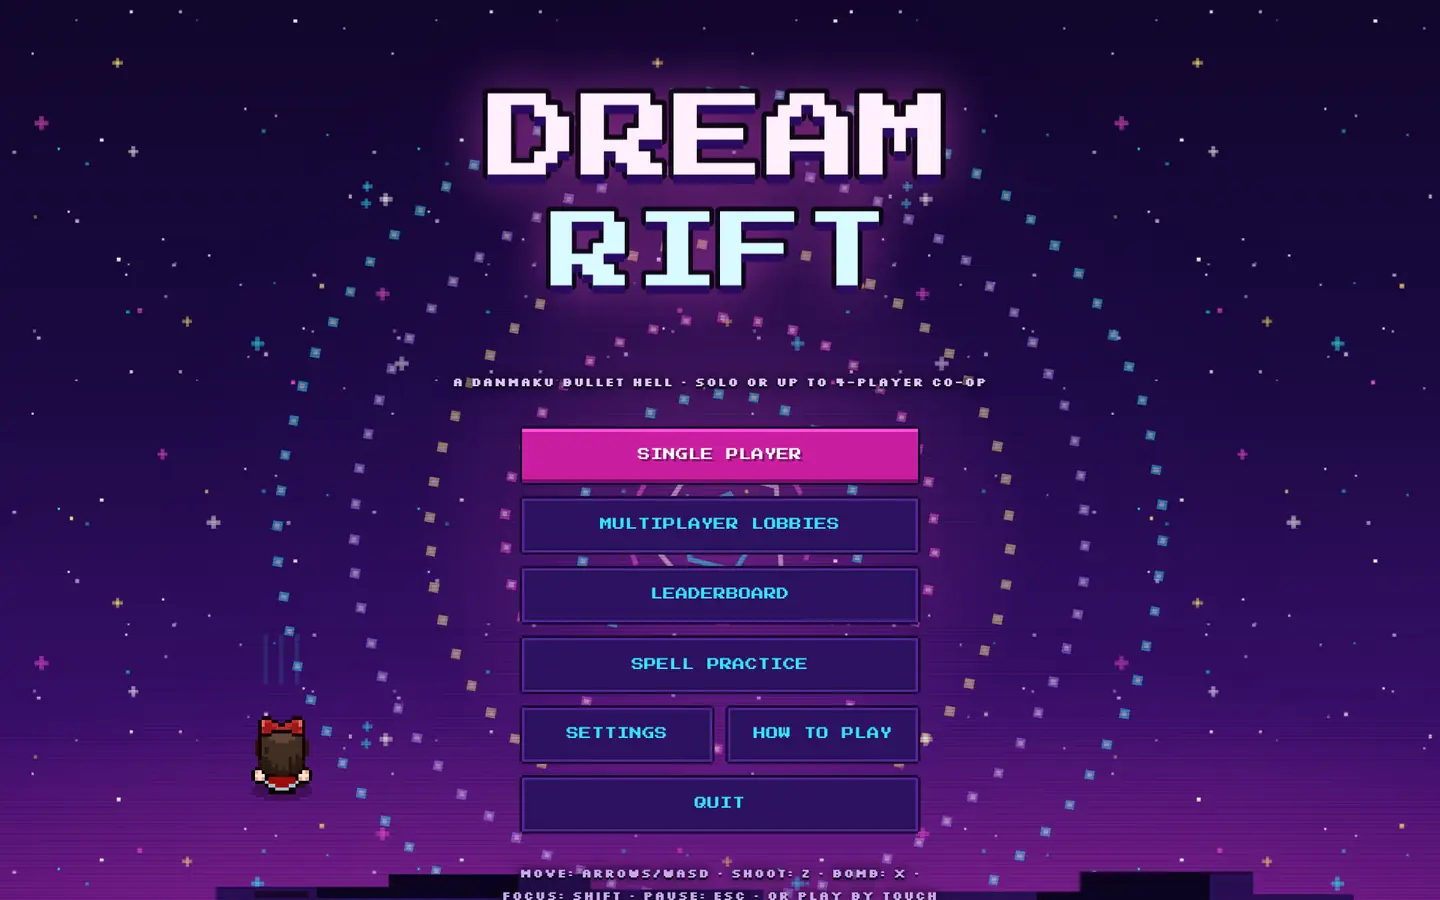 DREAM
RIFT
A DANMAKU BULLET HELL · SOLO OR UP TO 4-PLAYER CO-OP
SINGLE PLAYER
MULTIPLAYER LOBBIES
LEADERBOARD
SPELL PRACTICE
SETTINGS
HOW TO PLAY
QUIT
MOVE: ARROWS/WASD · SHOOT: Z · BOMB: X ·
FOCUS: SHIFT · PAUSE: ESC · OR PLAY BY TOUCH